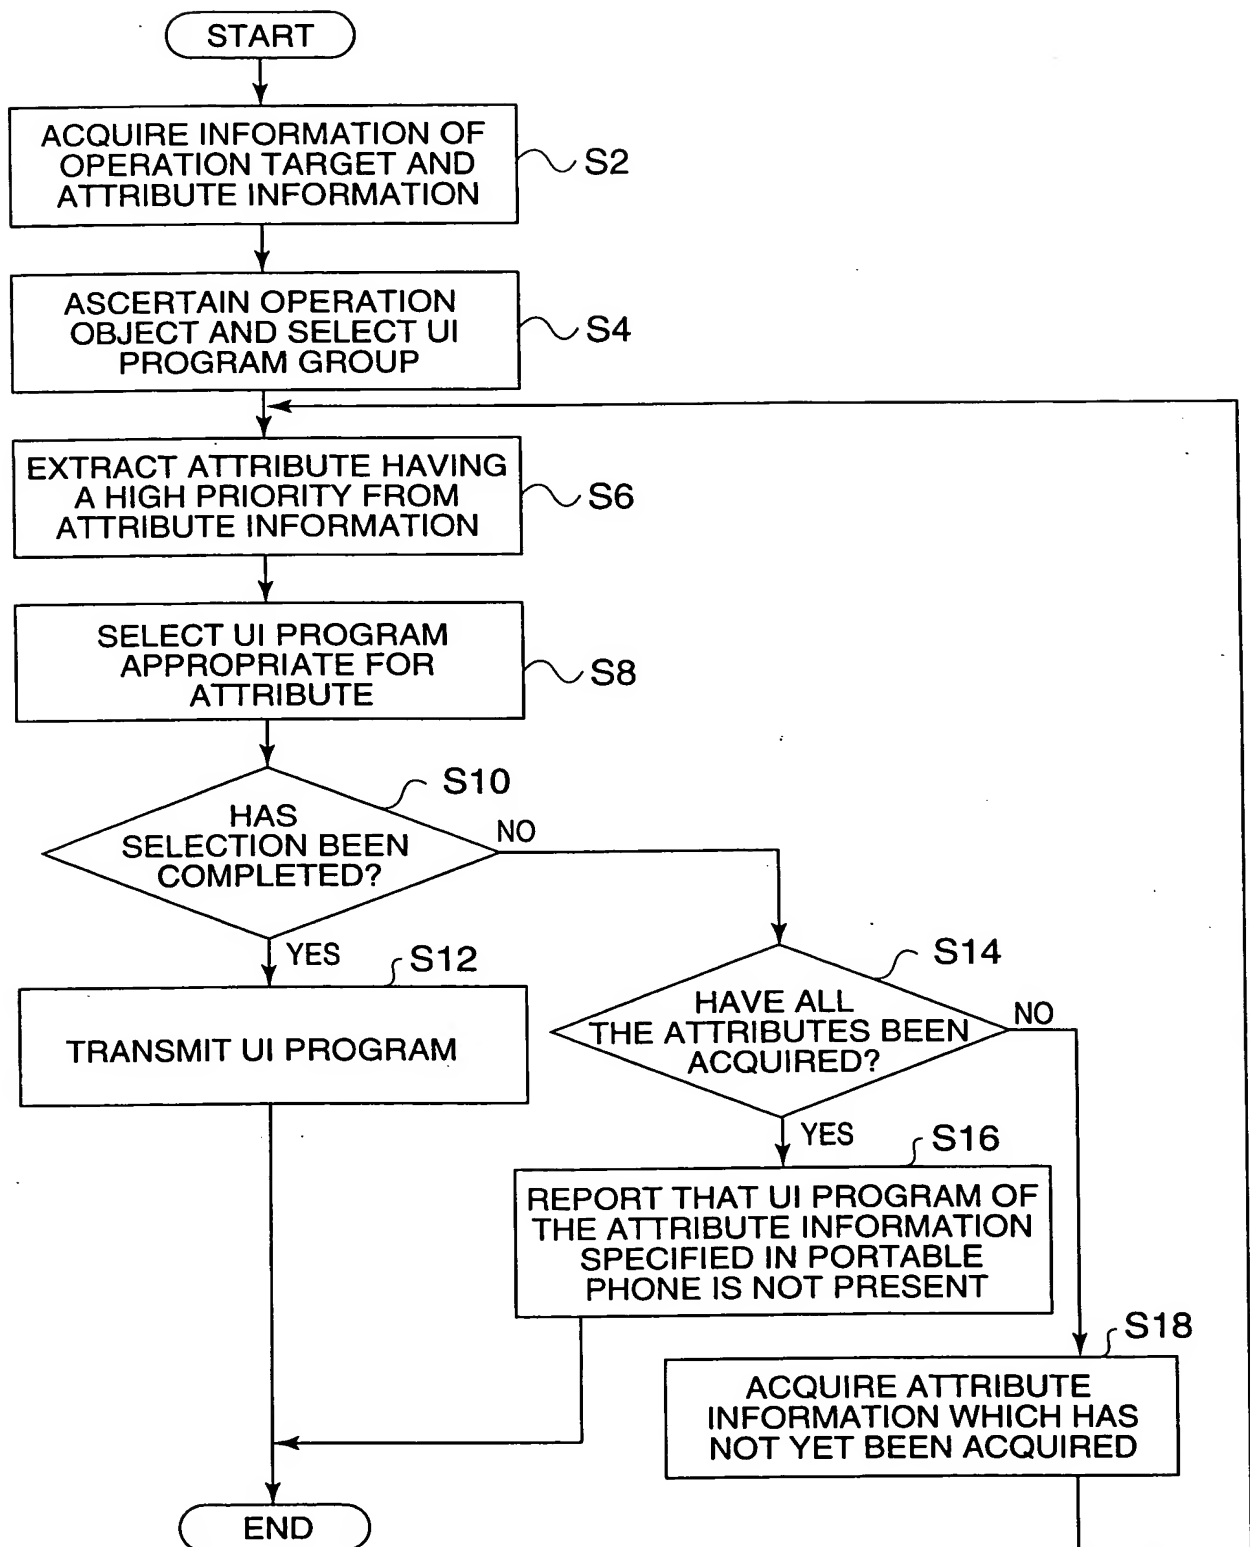 START
ACQUIRE INFORMATION OF
OPERATION TARGET AND
ATTRIBUTE INFORMATION
S2
ASCERTAIN OPERATION
OBJECT AND SELECT UI
PROGRAM GROUP
S4
EXTRACT ATTRIBUTE HAVING
A HIGH PRIORITY FROM
ATTRIBUTE INFORMATION
S6
SELECT UI PROGRAM
APPROPRIATE FOR
ATTRIBUTE
S8
HAS
SELECTION BEEN
COMPLETED?
S10
NO
YES
S12
TRANSMIT UI PROGRAM
S14
HAVE ALL
THE ATTRIBUTES BEEN
ACQUIRED?
NO
YES
S16
REPORT THAT UI PROGRAM OF
THE ATTRIBUTE INFORMATION
SPECIFIED IN PORTABLE
PHONE IS NOT PRESENT
S18
ACQUIRE ATTRIBUTE
INFORMATION WHICH HAS
NOT YET BEEN ACQUIRED
END